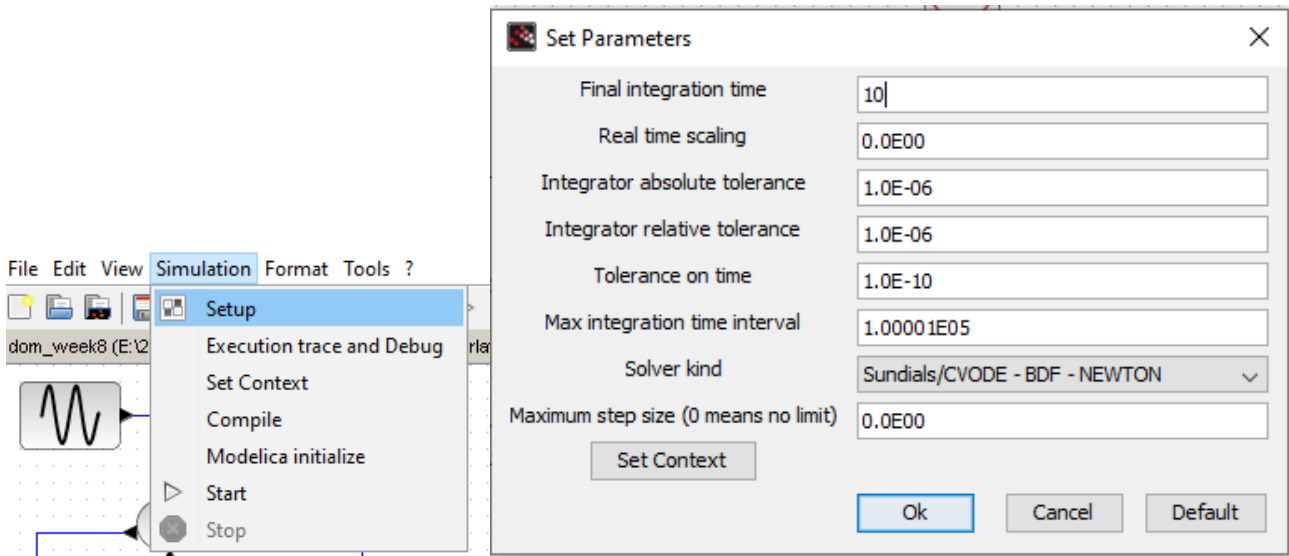 File Edit View Simulation Format Tools ?
dom_week8 (E:\2
Setup
Execution trace and Debug
Set Context
Compile
Modelica initialize
Start
Stop
Set Parameters
Final integration time 10
Real time scaling 0.0E00
Integrator absolute tolerance 1.0E-06
Integrator relative tolerance 1.0E-06
Tolerance on time 1.0E-10
Max integration time interval 1.00001E05
Solver kind Sundials/CVODE - BDF - NEWTON
Maximum step size (0 means no limit) 0.0E00
Set Context
Ok Cancel Default